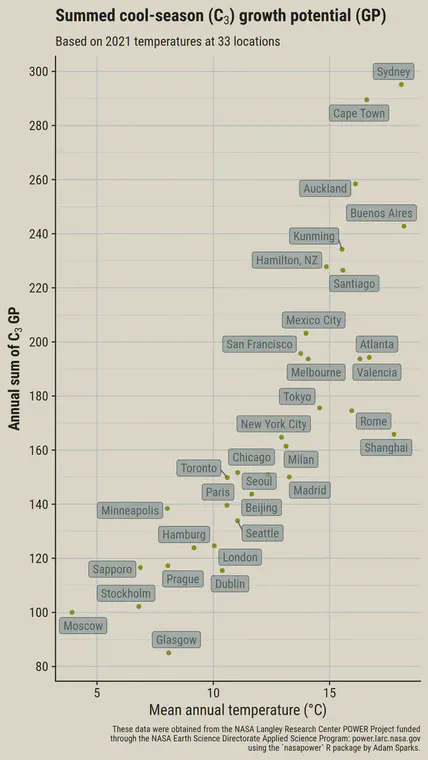 Summed cool-season (C₃) growth potential (GP)
Based on 2021 temperatures at 33 locations
Annual sum of C₃ GP
300
280
260
240
220
200
180
160
140
120
100
80
Sydney
Cape Town
Auckland
Buenos Aires
Kunming
Hamilton, NZ
Santiago
Mexico City
San Francisco
Atlanta
Melbourne
Valencia
Tokyo
Rome
New York City
Shanghai
Chicago
Milan
Toronto
Seoul
Paris
Madrid
Minneapolis
Beijing
Hamburg
Seattle
London
Sapporo
Prague
Dublin
Stockholm
Moscow
Glasgow
5
10
15
Mean annual temperature (°C)
These data were obtained from the NASA Langley Research Center POWER Project funded
through the NASA Earth Science Directorate Applied Science Program: power.larc.nasa.gov
using the `nasapower` R package by Adam Sparks.